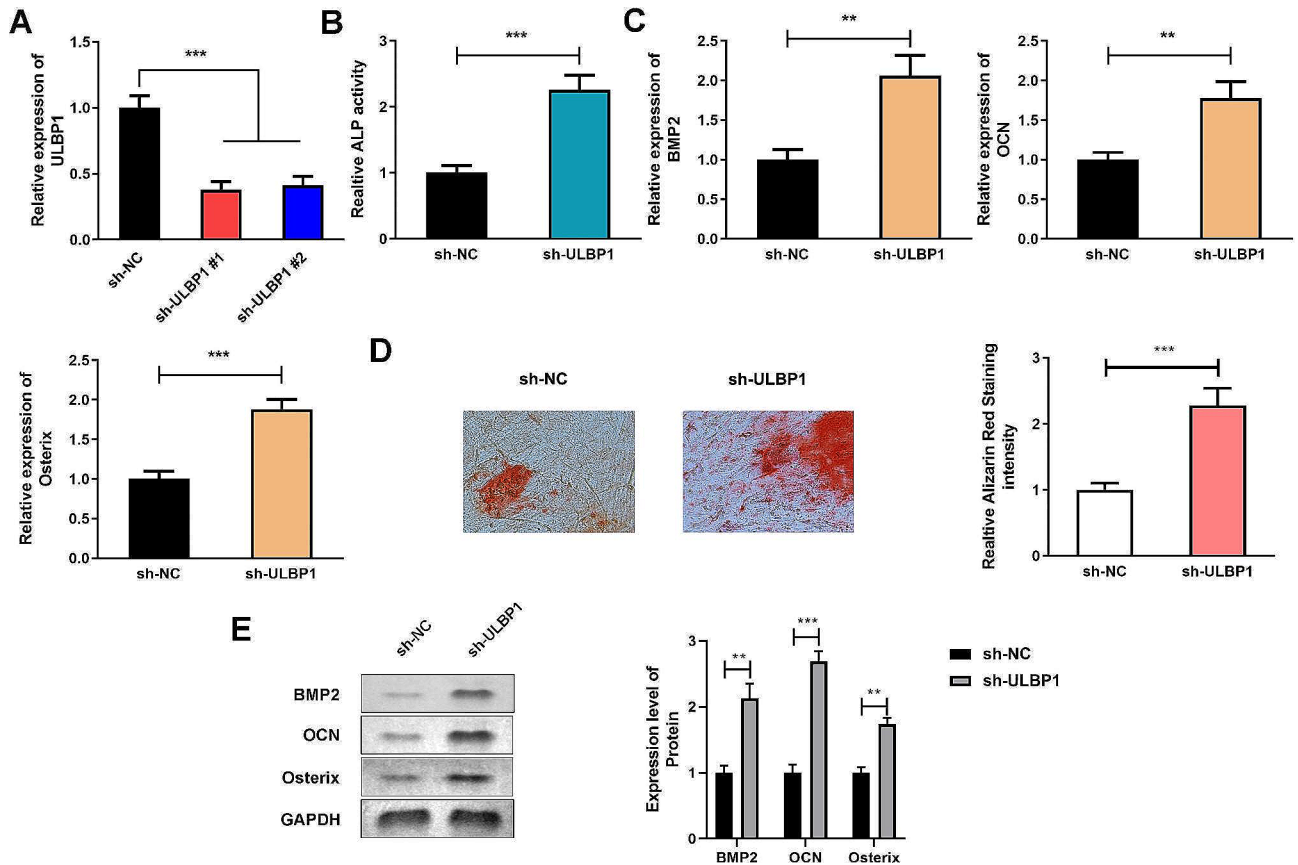 A
Relative expression of
ULBP1
1.5
1.0
0.5
0.0
***
sh-NC
sh-ULBP1 #1
sh-ULBP1 #2
B
Realtive ALP activity
3
2
1
0
***
sh-NC
sh-ULBP1
C
Relative expression of
BMP2
2.5
2.0
1.5
1.0
0.5
0.0
**
sh-NC
sh-ULBP1
Relative expression of
OCN
2.5
2.0
1.5
1.0
0.5
0.0
**
sh-NC
sh-ULBP1
Relative expression of
Osterix
2.5
2.0
1.5
1.0
0.5
0.0
***
sh-NC
sh-ULBP1
D
sh-NC
sh-ULBP1
Realtive Alizarin Red Staining
intensity
3
2
1
0
***
sh-NC
sh-ULBP1
E
sh-NC
sh-ULBP1
BMP2
OCN
Osterix
GAPDH
Expression level of
Protein
3
2
1
0
**
***
**
BMP2
OCN
Osterix
sh-NC
sh-ULBP1